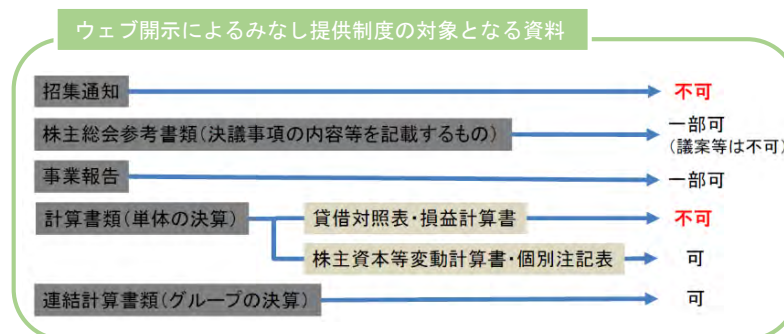 ウェブ開示によるみなし提供制度の対象となる資料
招集通知
不可
株主総会参考書類(決議事項の内容等を記載するもの)
一部可
(議案等は不可)
事業報告
一部可
計算書類(単体の決算)
貸借対照表・損益計算書
不可
株主資本等変動計算書・個別注記表
可
連結計算書類(グループの決算)
可